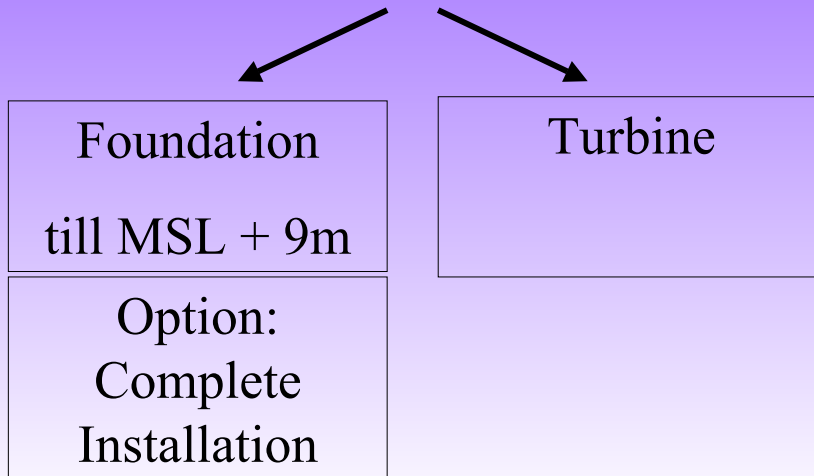 Foundation
till MSL + 9m
Option:
Complete
Installation
Turbine